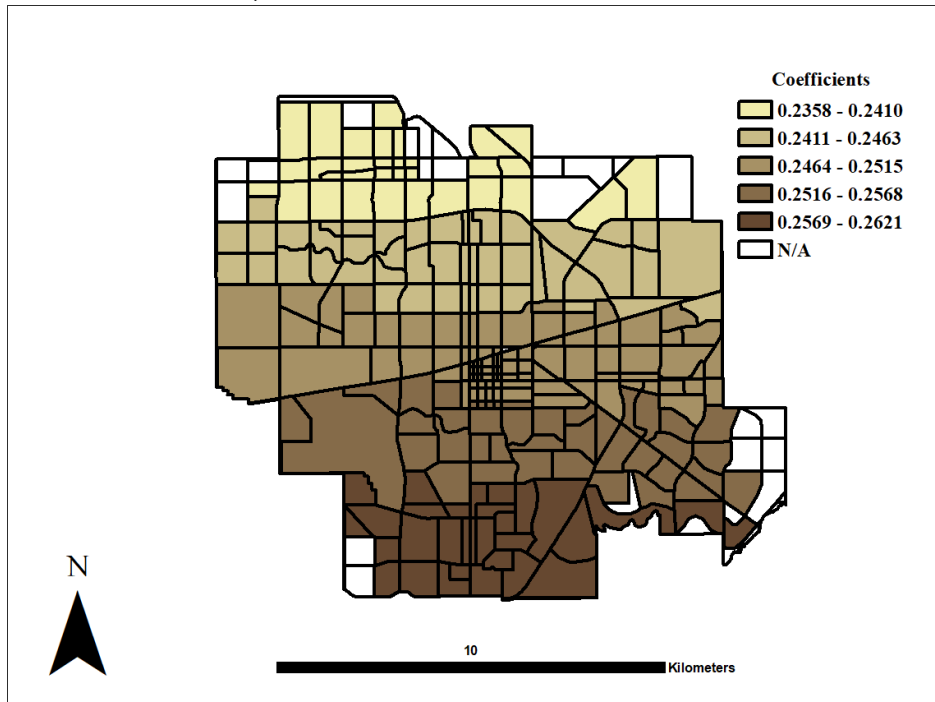 Coefficients
0.2358 - 0.2410
0.2411 - 0.2463
0.2464 - 0.2515
0.2516 - 0.2568
0.2569 - 0.2621
N/A
N
10
Kilometers